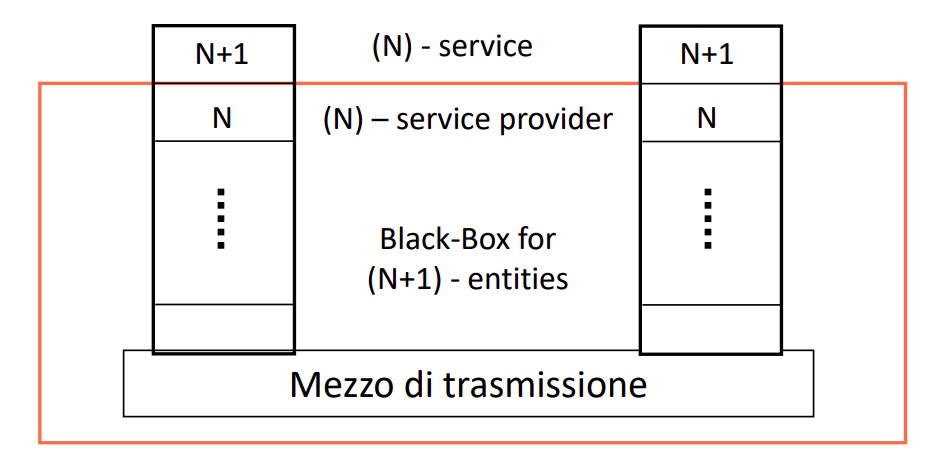 N+1
(N) - service
N+1
N
(N) – service provider
N
Black-Box for
(N+1) - entities
Mezzo di trasmissione